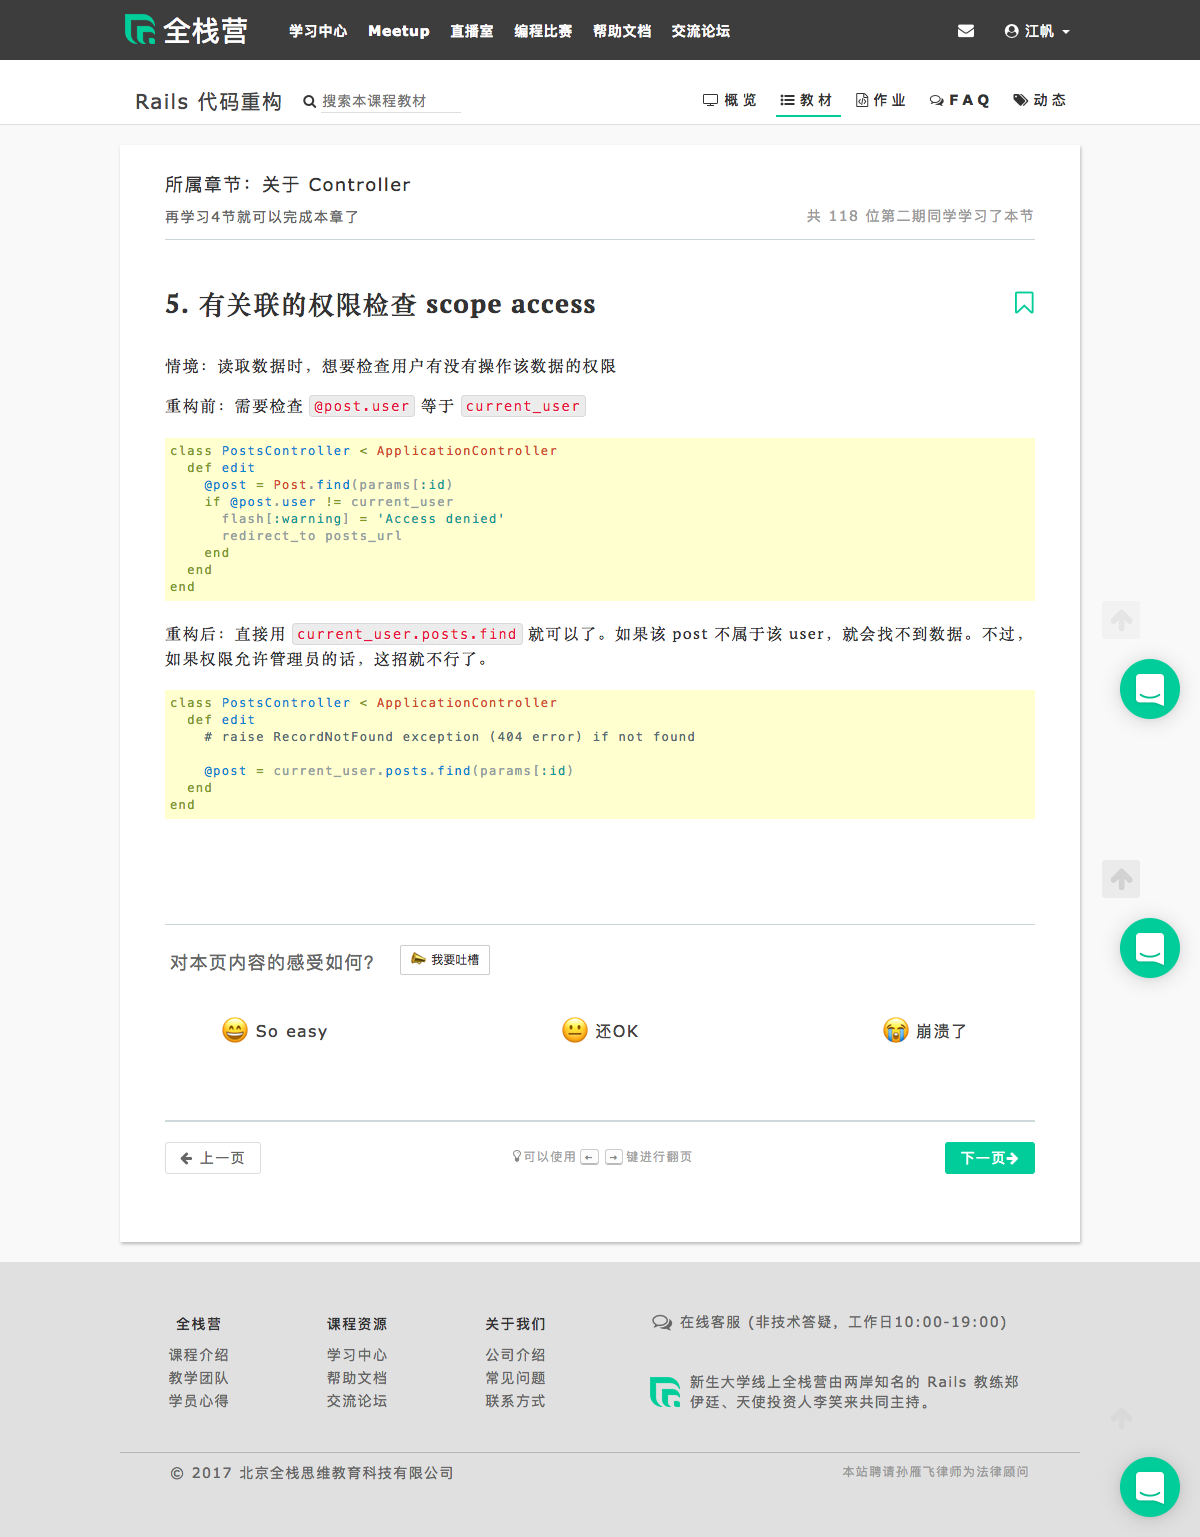 全栈营 学习中心 Meetup 直播室 编程比赛 帮助文档 交流论坛 江帆
Rails 代码重构 搜索本课程教材 概览 教材 作业 FAQ 动态
所属章节：关于 Controller
再学习4节就可以完成本章了 共 118 位第二期同学学习了本节
5. 有关联的权限检查 scope access
情境：读取数据时，想要检查用户有没有操作该数据的权限
重构前：需要检查 @post.user 等于 current_user
class PostsController < ApplicationController
  def edit
    @post = Post.find(params[:id)
    if @post.user != current_user
      flash[:warning] = 'Access denied'
      redirect_to posts_url
    end
  end
end
重构后：直接用 current_user.posts.find 就可以了。如果该 post 不属于该 user，就会找不到数据。不过，
如果权限允许管理员的话，这招就不行了。
class PostsController < ApplicationController
  def edit
    # raise RecordNotFound exception (404 error) if not found
    @post = current_user.posts.find(params[:id)
  end
end
对本页内容的感受如何？ 我要吐槽
So easy 还OK 崩溃了
上一页 可以使用 ← → 键进行翻页 下一页
全栈营 课程资源 关于我们 在线客服 (非技术答疑，工作日10:00-19:00)
课程介绍 学习中心 公司介绍
教学团队 帮助文档 常见问题 新生大学线上全栈营由两岸知名的 Rails 教练郑
学员心得 交流论坛 联系方式 伊廷、天使投资人李笑来共同主持。
© 2017 北京全栈思维教育科技有限公司 本站聘请孙雁飞律师为法律顾问